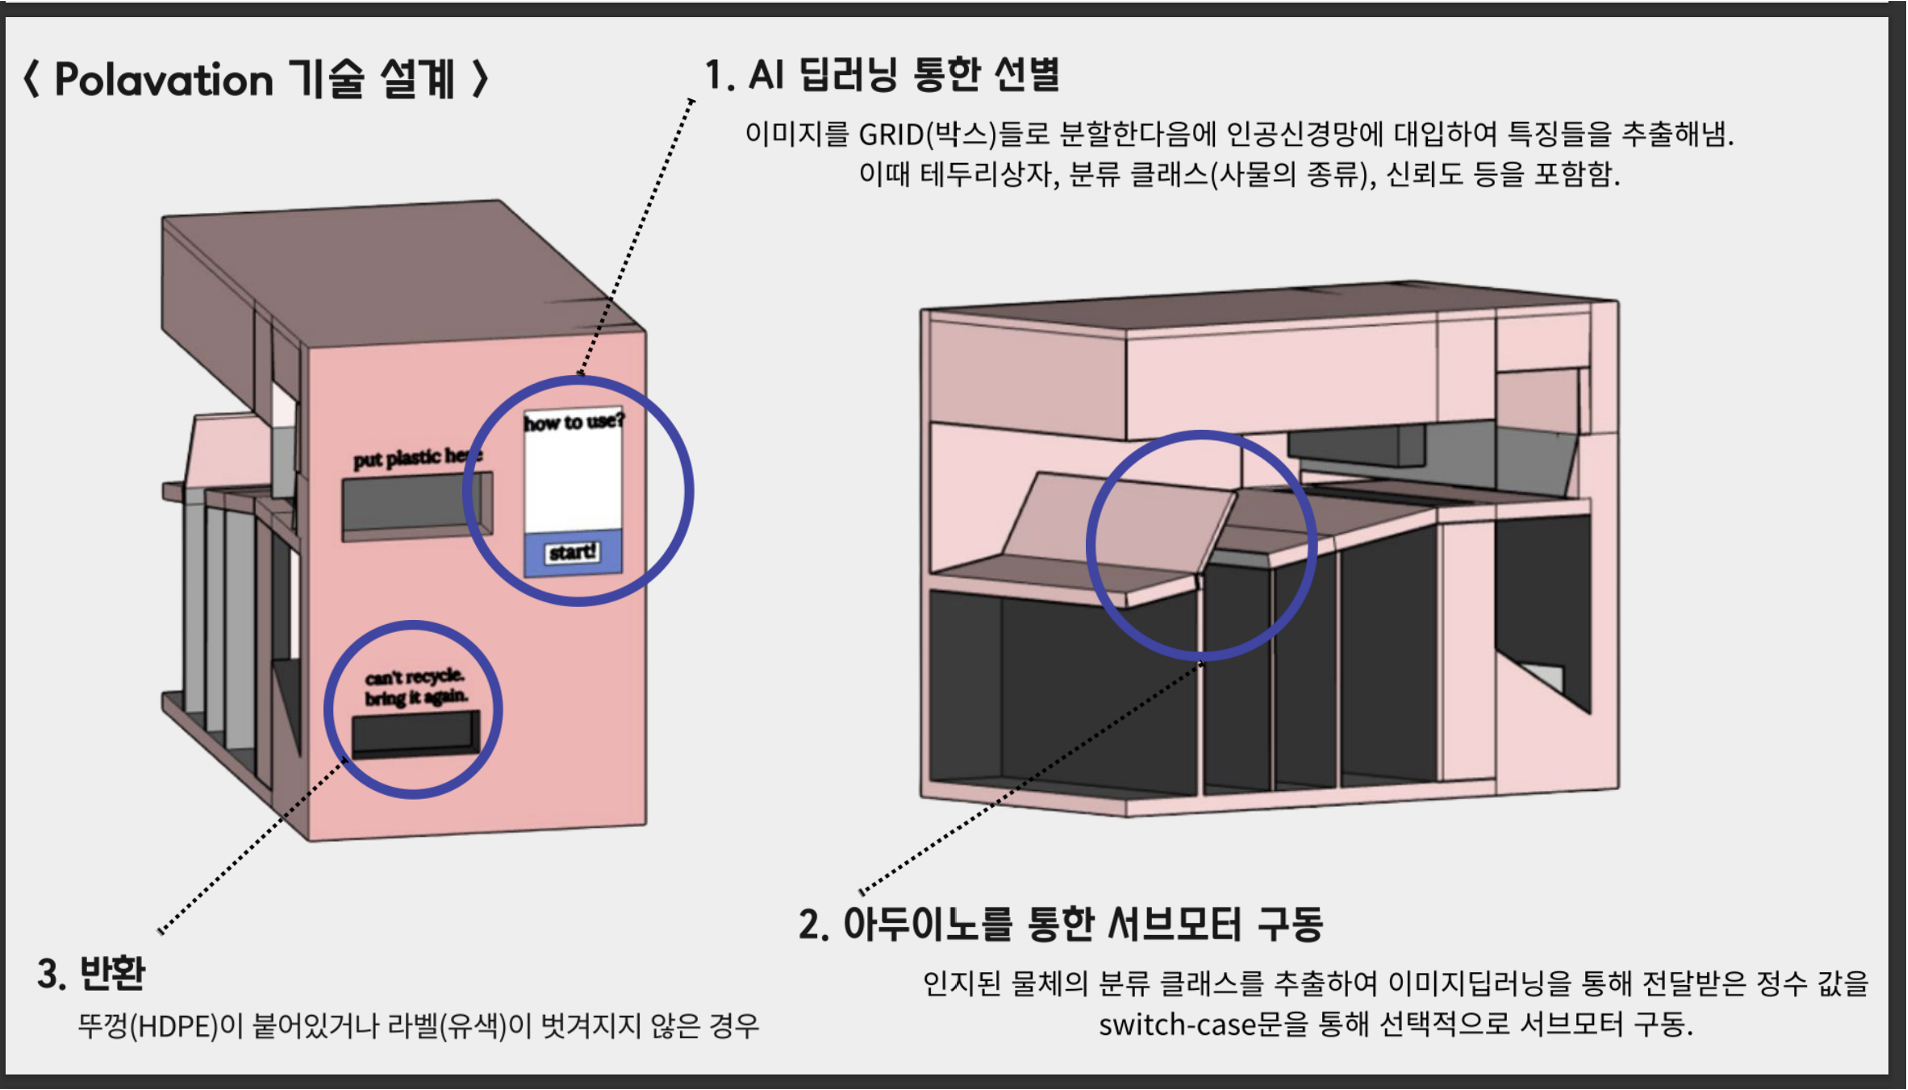 < Polavation 기술 설계 >
1. AI 딥러닝 통한 선별
이미지를 GRID(박스)들로 분할한다음에 인공신경망에 대입하여 특징들을 추출해냄.
이때 테두리상자, 분류 클래스(사물의 종류), 신뢰도 등을 포함함.
how to use?
put plastic here
start!
can't recycle.
bring it again.
2. 아두이노를 통한 서브모터 구동
인지된 물체의 분류 클래스를 추출하여 이미지딥러닝을 통해 전달받은 정수 값을
switch-case문을 통해 선택적으로 서브모터 구동.
3. 반환
뚜껑(HDPE)이 붙어있거나 라벨(유색)이 벗겨지지 않은 경우